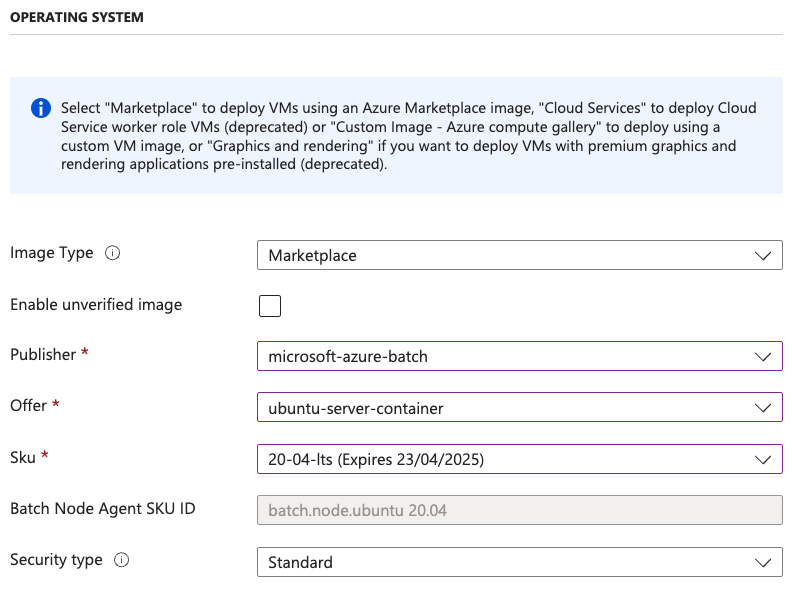 OPERATING SYSTEM
Select "Marketplace" to deploy VMs using an Azure Marketplace image, "Cloud Services" to deploy Cloud
Service worker role VMs (deprecated) or "Custom Image - Azure compute gallery" to deploy using a
custom VM image, or "Graphics and rendering" if you want to deploy VMs with premium graphics and
rendering applications pre-installed (deprecated).
Image Type
Marketplace
Enable unverified image
Publisher *
microsoft-azure-batch
Offer *
ubuntu-server-container
Sku *
20-04-lts (Expires 23/04/2025)
Batch Node Agent SKU ID
batch.node.ubuntu 20.04
Security type
Standard